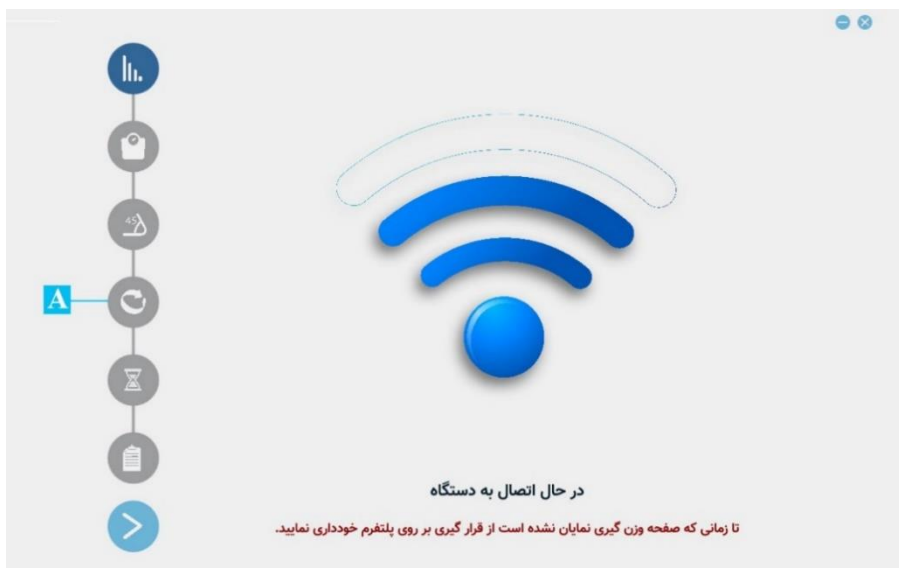 45
A
در حال اتصال به دستگاه
تا زمانی که صفحه وزن گیری نمایان نشده است از قرار گیری بر روی پلتفرم خودداری نمایید.